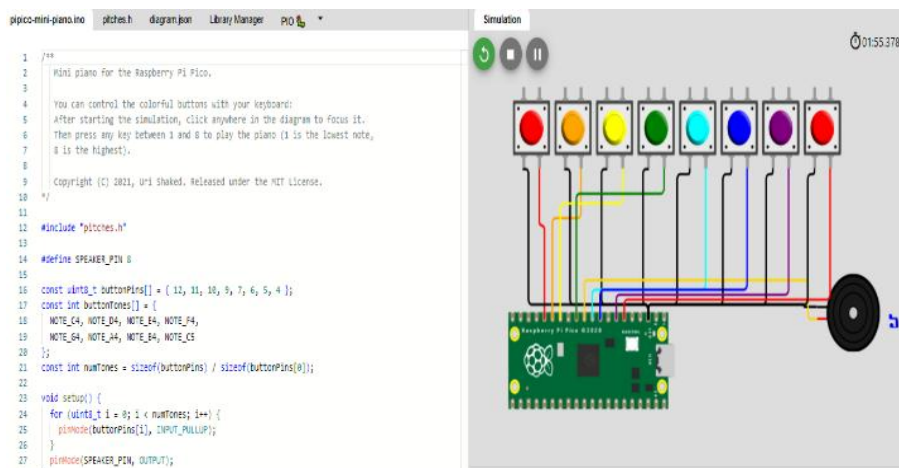 pipico-mini-piano.ino pitches.h diagram.json Library Manager PIO
Simulation
01:55.378
1 /**
2 Mini piano for the Raspberry Pi Pico.
3
4 You can control the colorful buttons with your keyboard:
5 After starting the simulation, click anywhere in the diagram to focus it.
6 Then press any key between 1 and 8 to play the piano (1 is the lowest note,
7 8 is the highest).
8
9 Copyright (C) 2021, Uri Shaked. Released under the MIT License.
10 */
11
12 #include "pitches.h"
13
14 #define SPEAKER_PIN 8
15
16 const uint8_t buttonPins[] = { 12, 11, 10, 9, 7, 6, 5, 4 };
17 const int buttonTones[] = {
18 NOTE_C4, NOTE_D4, NOTE_E4, NOTE_F4,
19 NOTE_G4, NOTE_A4, NOTE_B4, NOTE_C5
20 };
21 const int numTones = sizeof(buttonPins) / sizeof(buttonPins[0]);
22
23 void setup() {
24 for (uint8_t i = 0; i < numTones; i++) {
25 pinMode(buttonPins[i], INPUT_PULLUP);
26 }
27 pinMode(SPEAKER_PIN, OUTPUT);
Raspberry Pi Pico ©2020